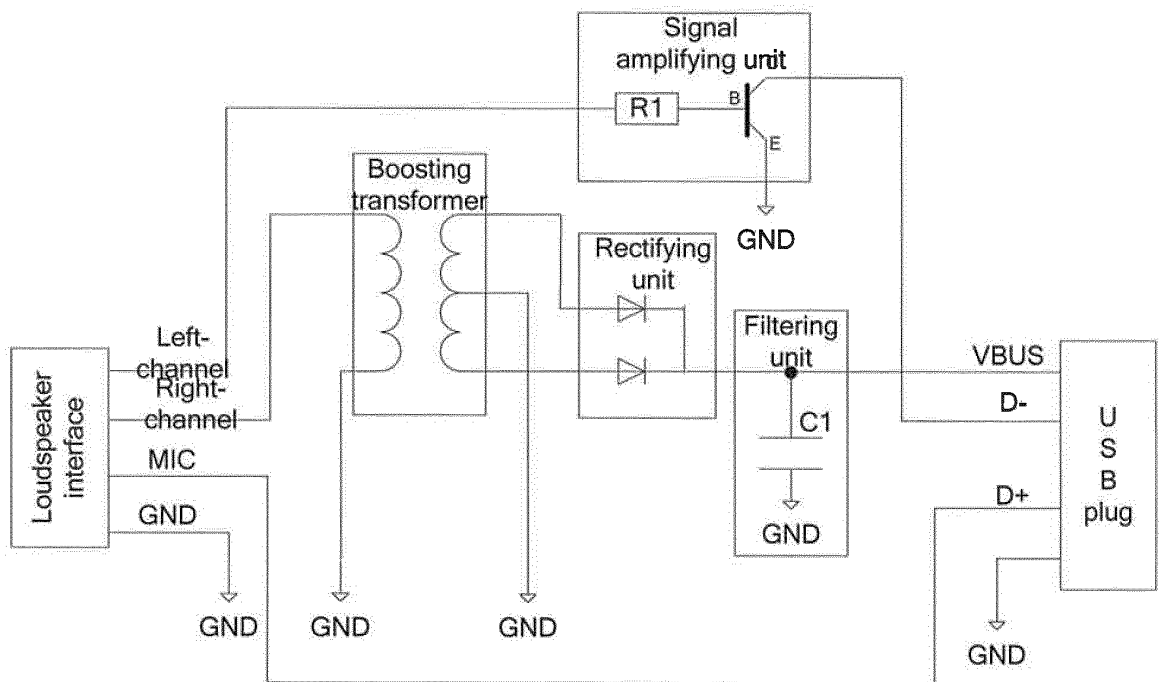 Signal
amplifying unit
R1
B
E
GND
Boosting
transformer
Rectifying
unit
Filtering
unit
C1
GND
Left-
channel
Right-
channel
MIC
GND
Loudspeaker
interface
GND
GND
GND
VBUS
D-
D+
U
S
B
plug
GND